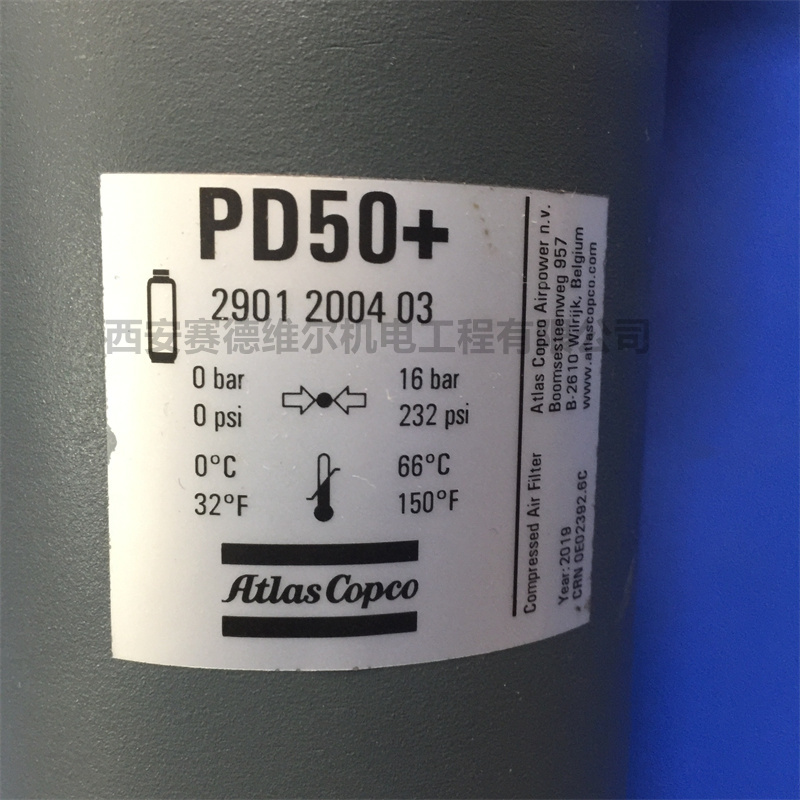 PD50+
2901 2004 03
西安赛德维尔机电工程有限公司
0 bar 16 bar
0 psi 232 psi
0°C 66°C
32°F 150°F
Atlas Copco
Atlas Copco Airpower n.v.
Boomsesteenweg 957
B-2610 Wilrijk, Belgium
www.atlascopco.com
Compressed Air Filter
Year:2019
CRN 0E02392.6C